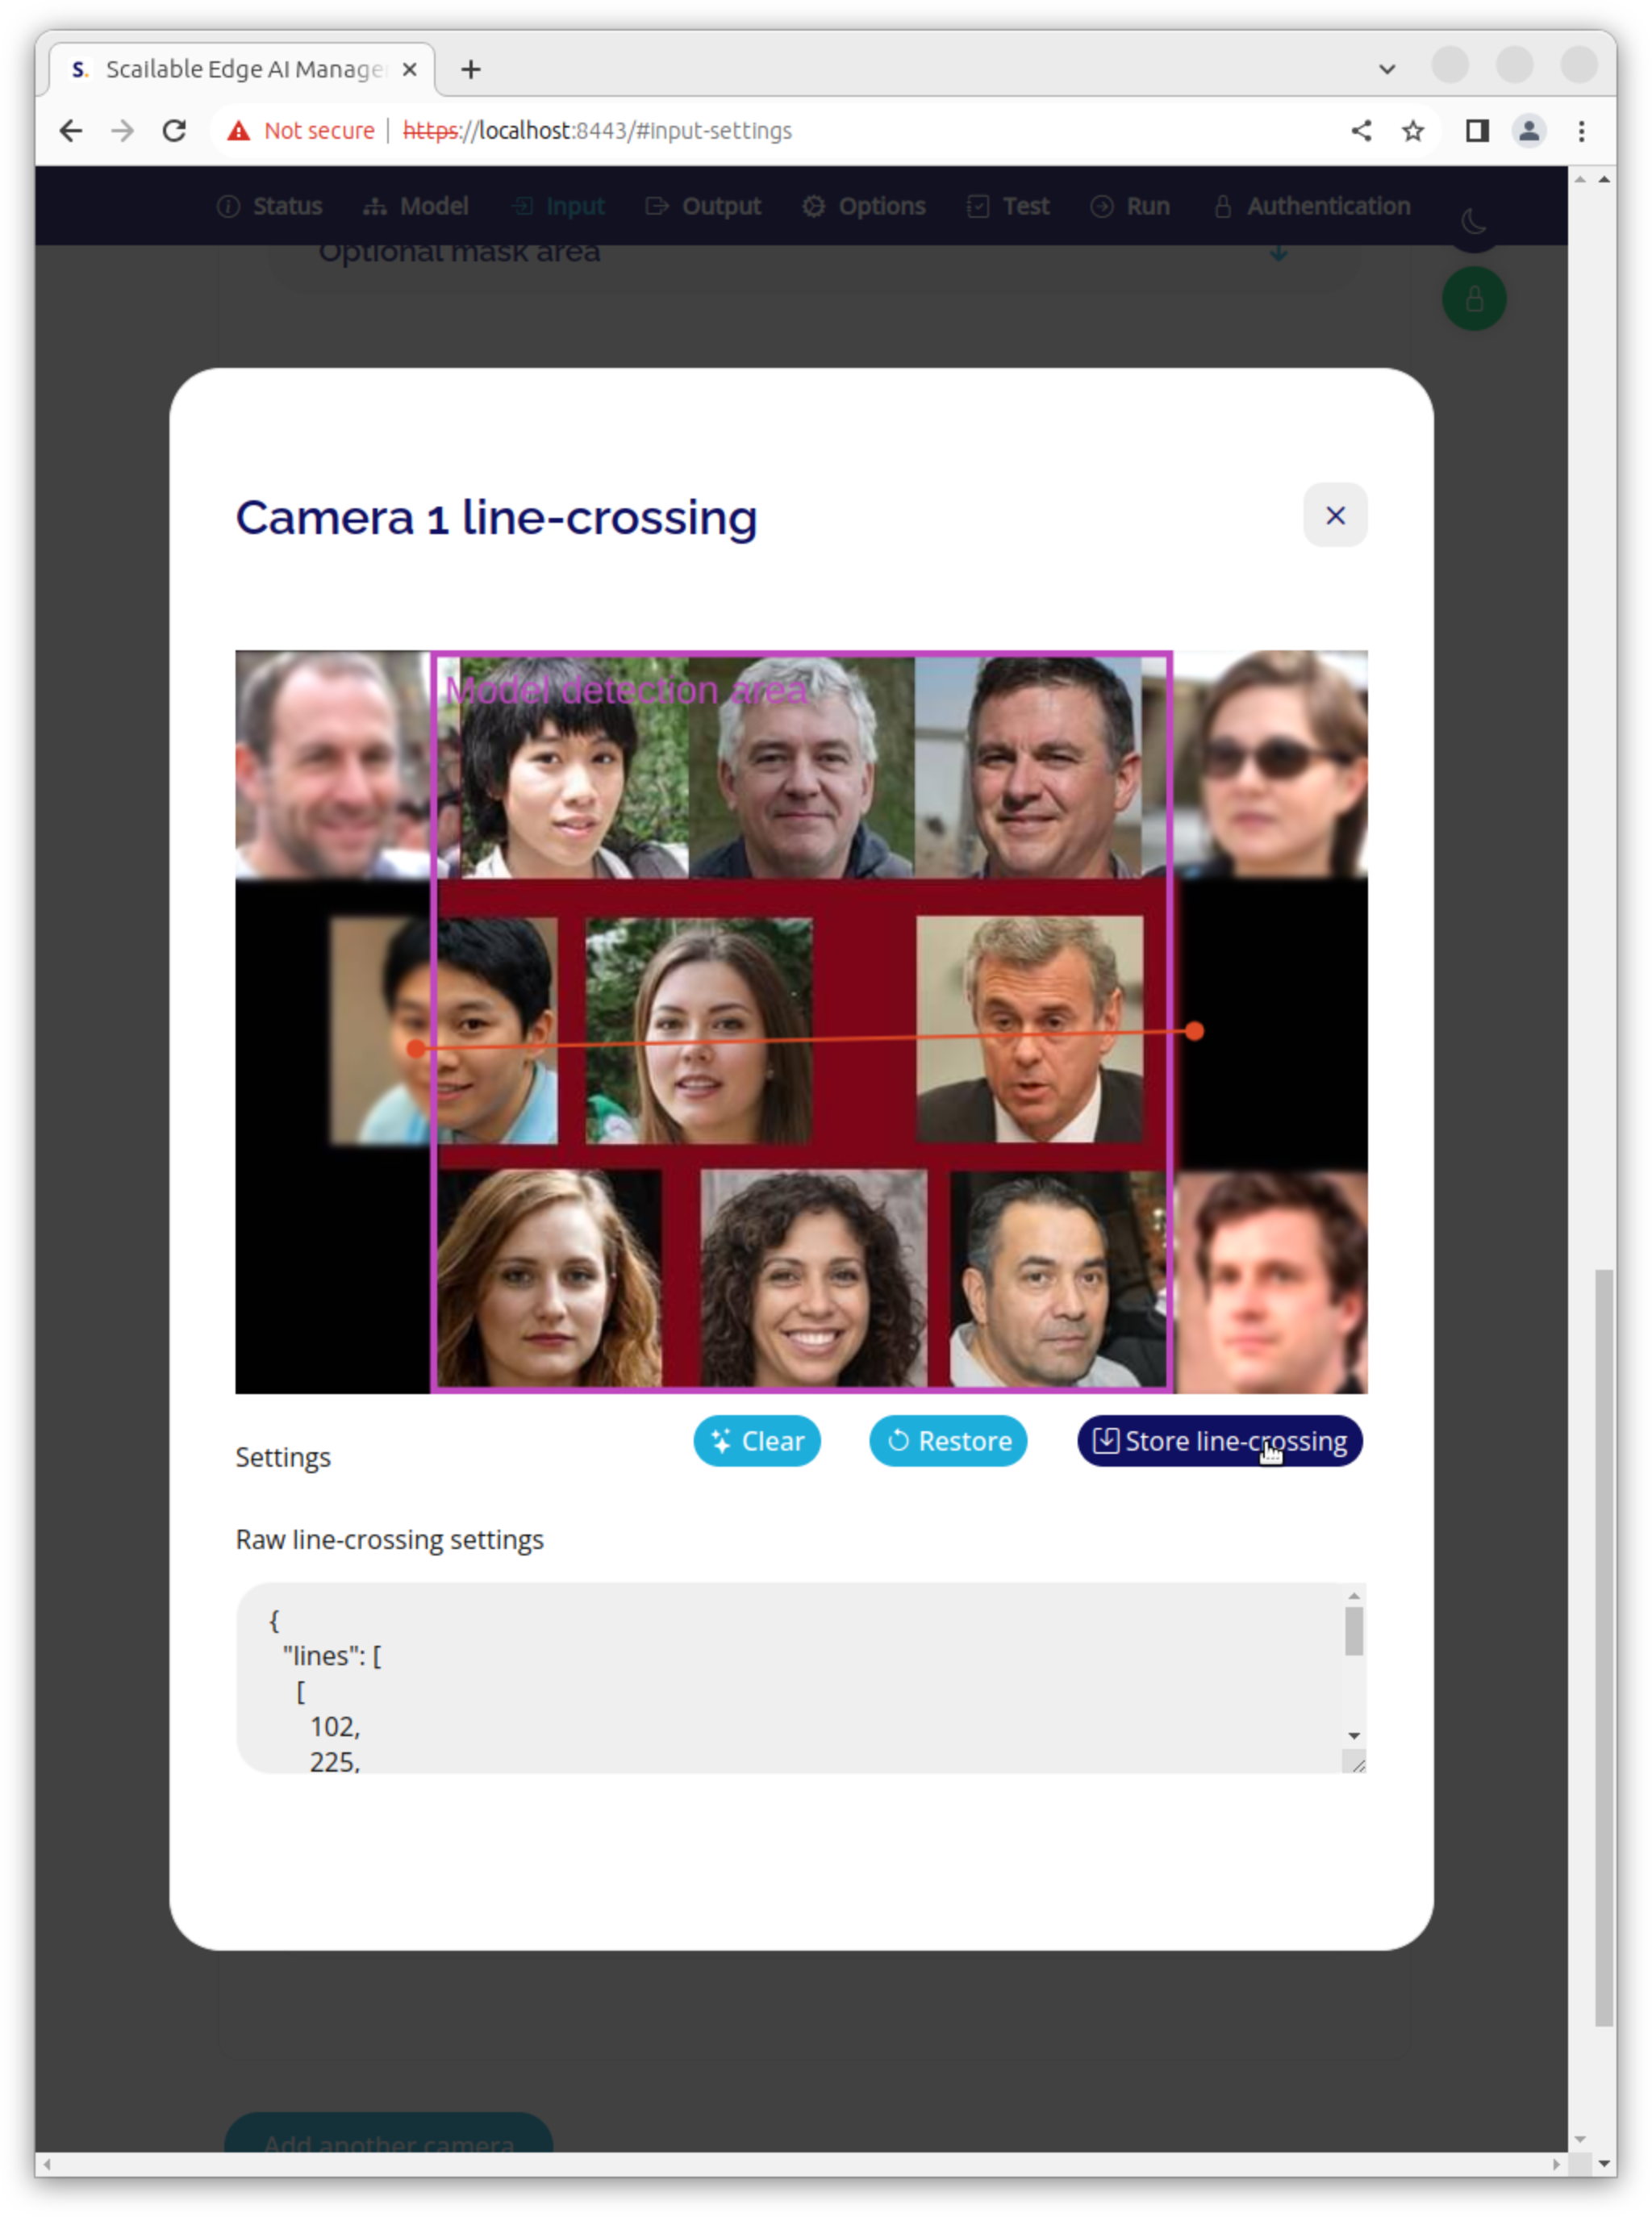 S. Scailable Edge AI Manage
Not secure | https://localhost:8443/#input-settings
Status Model Input Output Options Test Run Authentication
Optional mask area
Camera 1 line-crossing
Model detection area
Settings
Clear Restore Store line-crossing
Raw line-crossing settings
{
"lines": [
[
102,
225,
Add another camera